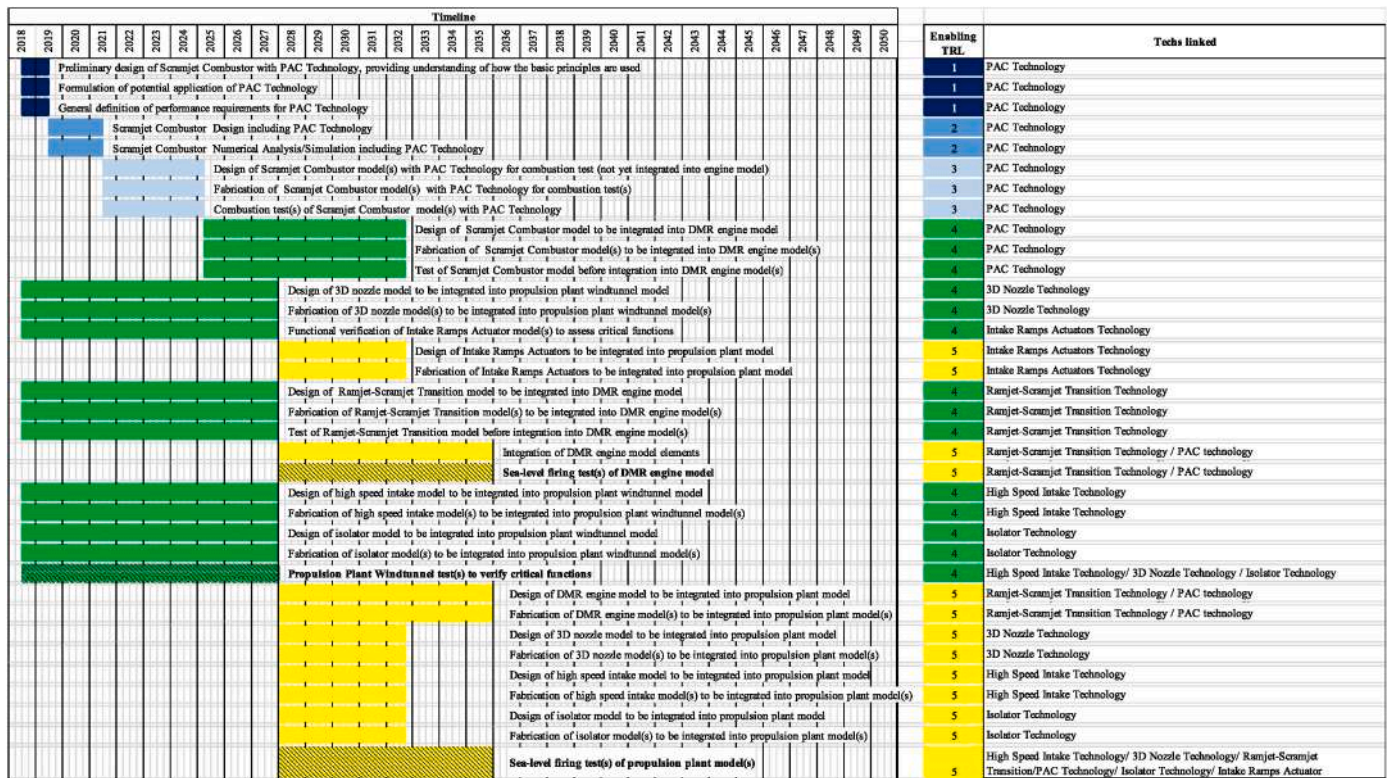 Timeline
2018 2019 2020 2021 2022 2023 2024 2025 2026 2027 2028 2029 2030 2031 2032 2033 2034 2035 2036 2037 2038 2039 2040 2041 2042 2043 2044 2045 2046 2047 2048 2049 2050 Enabling TRL Techs linked
Preliminary design of Scramjet Combustor with PAC Technology, providing understanding of how the basic principles are used 1 PAC Technology
Formulation of potential application of PAC Technology 1 PAC Technology
General definition of performance requirements for PAC Technology 1 PAC Technology
Scramjet Combustor Design including PAC Technology 2 PAC Technology
Scramjet Combustor Numerical Analysis/Simulation including PAC Technology 2 PAC Technology
Design of Scramjet Combustor model(s) with PAC Technology for combustion test (not yet integrated into engine model) 3 PAC Technology
Fabrication of Scramjet Combustor model(s) with PAC Technology for combustion test(s) 3 PAC Technology
Combustion test(s) of Scramjet Combustor model(s) with PAC Technology 3 PAC Technology
Design of Scramjet Combustor model to be integrated into DMR engine model 4 PAC Technology
Fabrication of Scramjet Combustor model(s) to be integrated into DMR engine model(s) 4 PAC Technology
Test of Scramjet Combustor model before integration into DMR engine model(s) 4 PAC Technology
Design of 3D nozzle model to be integrated into propulsion plant windtunnel model 4 3D Nozzle Technology
Fabrication of 3D nozzle model(s) to be integrated into propulsion plant windtunnel model(s) 4 3D Nozzle Technology
Functional verification of Intake Ramps Actuator model(s) to assess critical functions 4 Intake Ramps Actuators Technology
Design of Intake Ramps Actuators to be integrated into propulsion plant model 5 Intake Ramps Actuators Technology
Fabrication of Intake Ramps Actuators to be integrated into propulsion plant model 5 Intake Ramps Actuators Technology
Design of Ramjet-Scramjet Transition model to be integrated into DMR engine model 4 Ramjet-Scramjet Transition Technology
Fabrication of Ramjet-Scramjet Transition model(s) to be integrated into DMR engine model(s) 4 Ramjet-Scramjet Transition Technology
Test of Ramjet-Scramjet Transition model before integration into DMR engine model(s) 4 Ramjet-Scramjet Transition Technology
Integration of DMR engine model elements 5 Ramjet-Scramjet Transition Technology / PAC technology
Sea-level firing test(s) of DMR engine model 5 Ramjet-Scramjet Transition Technology / PAC technology
Design of high speed intake model to be integrated into propulsion plant windtunnel model 4 High Speed Intake Technology
Fabrication of high speed intake model(s) to be integrated into propulsion plant windtunnel model(s) 4 High Speed Intake Technology
Design of isolator model to be integrated into propulsion plant windtunnel model 4 Isolator Technology
Fabrication of isolator model(s) to be integrated into propulsion plant windtunnel model(s) 4 Isolator Technology
Propulsion Plant Windtunnel test(s) to verify critical functions 4 High Speed Intake Technology/ 3D Nozzle Technology / Isolator Technology
Design of DMR engine model to be integrated into propulsion plant model 5 Ramjet-Scramjet Transition Technology / PAC technology
Fabrication of DMR engine model(s) to be integrated into propulsion plant model(s) 5 Ramjet-Scramjet Transition Technology / PAC technology
Design of 3D nozzle model to be integrated into propulsion plant model 5 3D Nozzle Technology
Fabrication of 3D nozzle model(s) to be integrated into propulsion plant model(s) 5 3D Nozzle Technology
Design of high speed intake model to be integrated into propulsion plant model 5 High Speed Intake Technology
Fabrication of high speed intake model(s) to be integrated into propulsion plant model(s) 5 High Speed Intake Technology
Design of isolator model to be integrated into propulsion plant model 5 Isolator Technology
Fabrication of isolator model(s) to be integrated into propulsion plant model(s) 5 Isolator Technology
Sea-level firing test(s) of propulsion plant model(s) 5 High Speed Intake Technology/ 3D Nozzle Technology/ Ramjet-Scramjet
Transition/PAC Technology/ Isolator Technology/ Intake Ramps Actuator